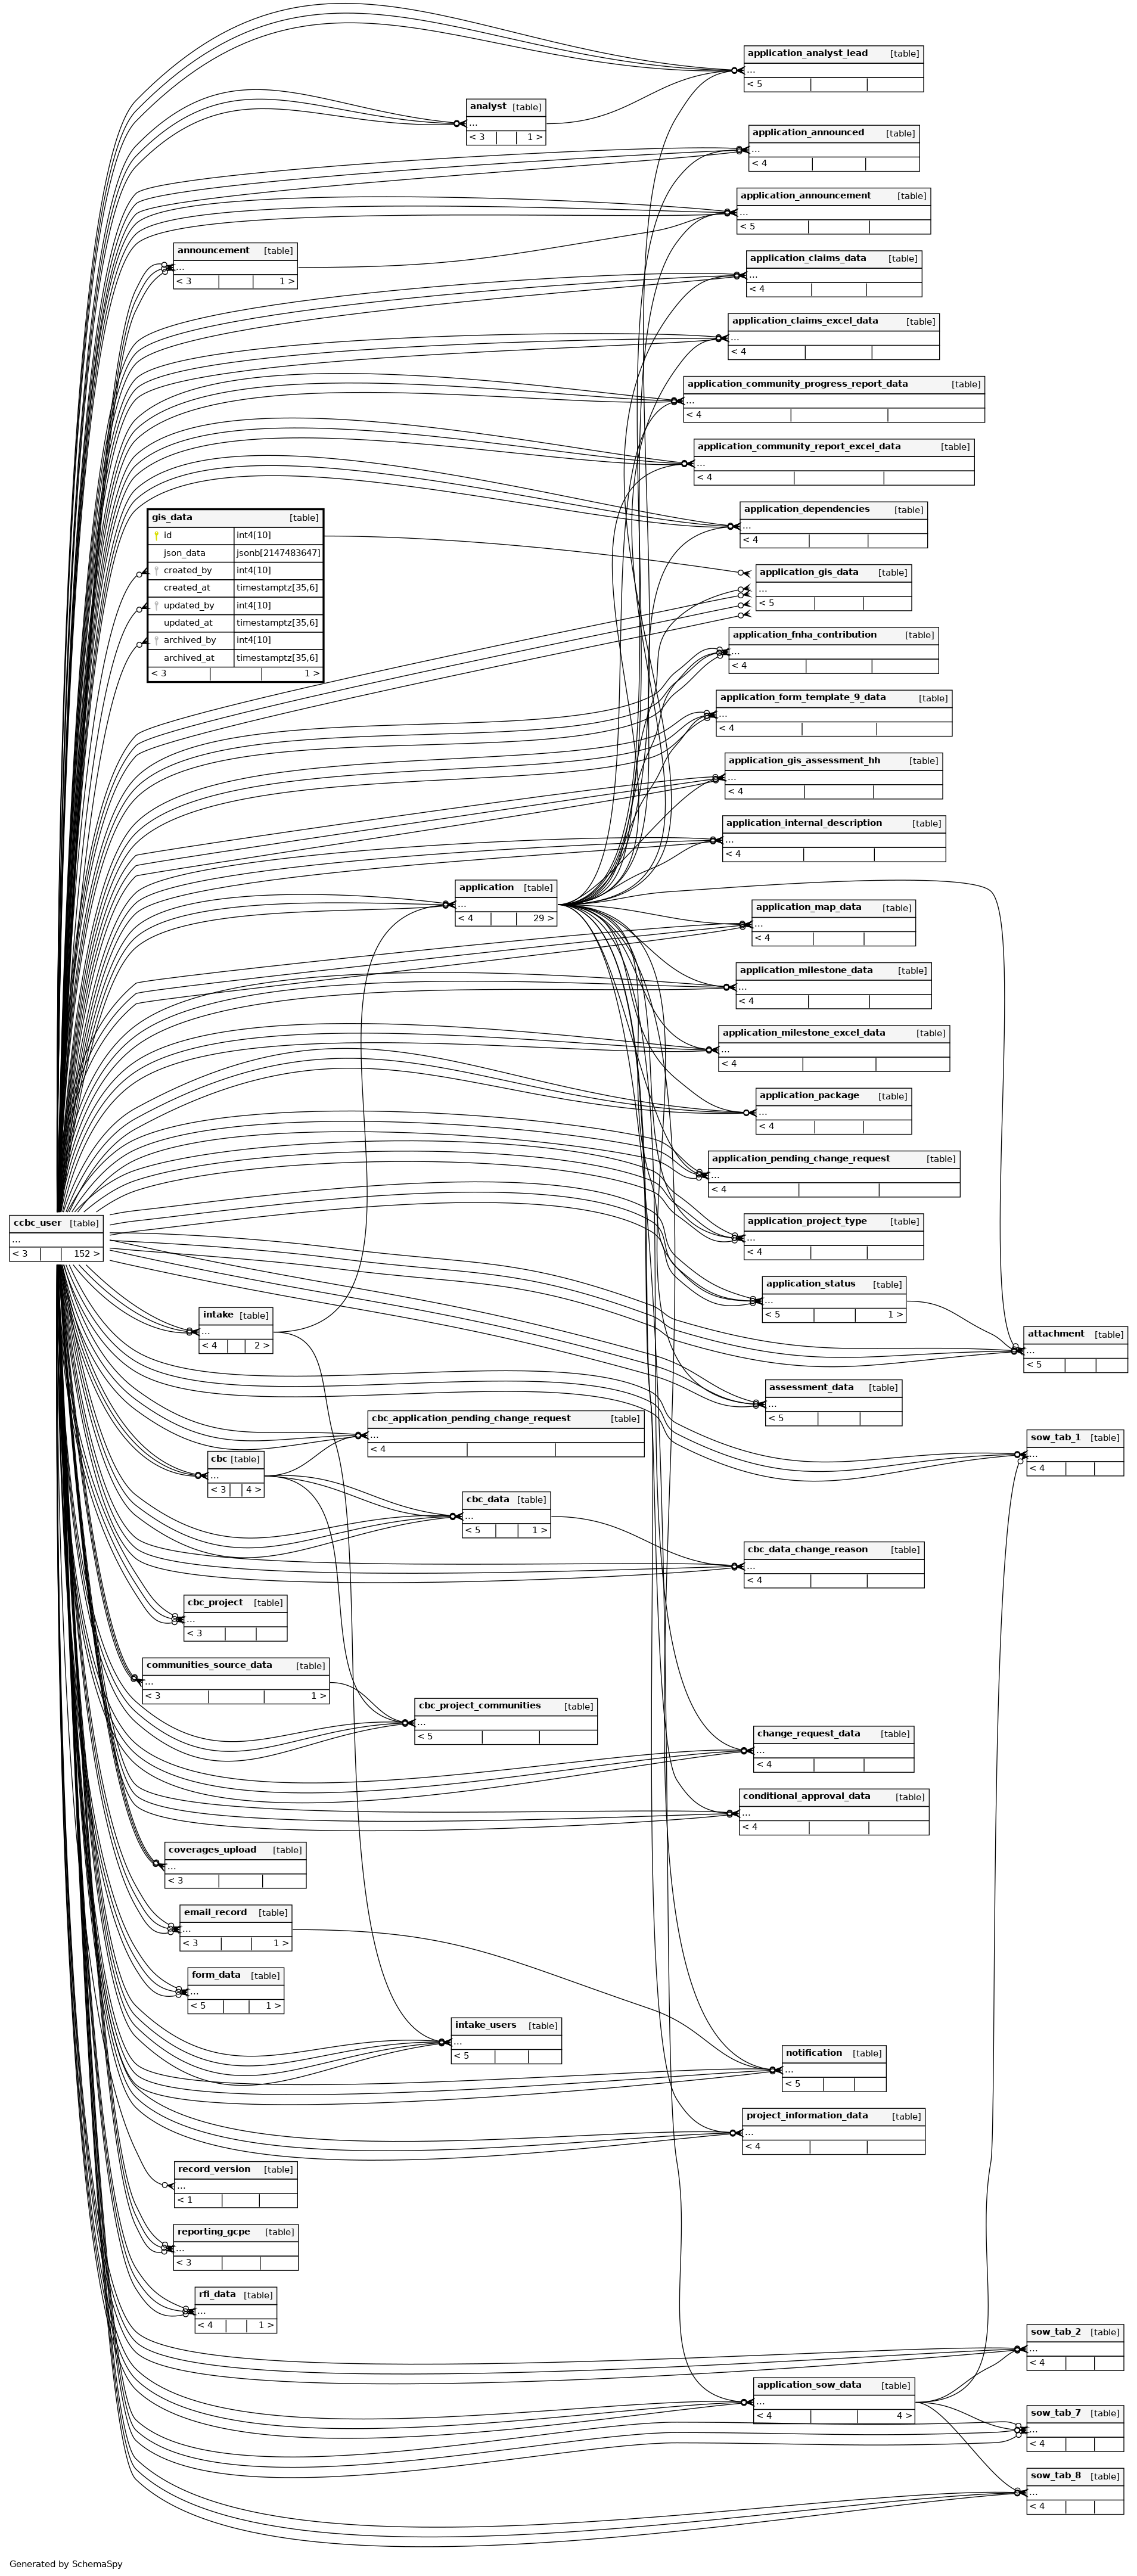 application_analyst_lead [table]
...
< 5
analyst [table]
...
< 3 1 >
application_announced [table]
...
< 4
application_announcement [table]
...
< 5
announcement [table]
...
< 3 1 >
application_claims_data [table]
...
< 4
application_claims_excel_data [table]
...
< 4
application_community_progress_report_data [table]
...
< 4
application_community_report_excel_data [table]
...
< 4
application_dependencies [table]
...
< 4
gis_data [table]
id int4[10]
json_data jsonb[2147483647]
created_by int4[10]
created_at timestamptz[35,6]
updated_by int4[10]
updated_at timestamptz[35,6]
archived_by int4[10]
archived_at timestamptz[35,6]
< 3 1 >
application_gis_data [table]
...
< 5
application_fnha_contribution [table]
...
< 4
application_form_template_9_data [table]
...
< 4
application_gis_assessment_hh [table]
...
< 4
application_internal_description [table]
...
< 4
application [table]
...
< 4 29 >
application_map_data [table]
...
< 4
application_milestone_data [table]
...
< 4
application_milestone_excel_data [table]
...
< 4
application_package [table]
...
< 4
application_pending_change_request [table]
...
< 4
ccbc_user [table]
...
< 3 152 >
application_project_type [table]
...
< 4
application_status [table]
...
< 5 1 >
intake [table]
...
< 4 2 >
attachment [table]
...
< 5
assessment_data [table]
...
< 5
cbc_application_pending_change_request [table]
...
< 4
sow_tab_1 [table]
...
< 4
cbc [table]
...
< 3 4 >
cbc_data [table]
...
< 5 1 >
cbc_data_change_reason [table]
...
< 4
cbc_project [table]
...
< 3
communities_source_data [table]
...
< 3 1 >
cbc_project_communities [table]
...
< 5
change_request_data [table]
...
< 4
conditional_approval_data [table]
...
< 4
coverages_upload [table]
...
< 3
email_record [table]
...
< 3 1 >
form_data [table]
...
< 5 1 >
intake_users [table]
...
< 5
notification [table]
...
< 5
project_information_data [table]
...
< 4
record_version [table]
...
< 1
reporting_gcpe [table]
...
< 3
rfi_data [table]
...
< 4 1 >
sow_tab_2 [table]
...
< 4
application_sow_data [table]
...
< 4 4 >
sow_tab_7 [table]
...
< 4
sow_tab_8 [table]
...
< 4
Generated by SchemaSpy